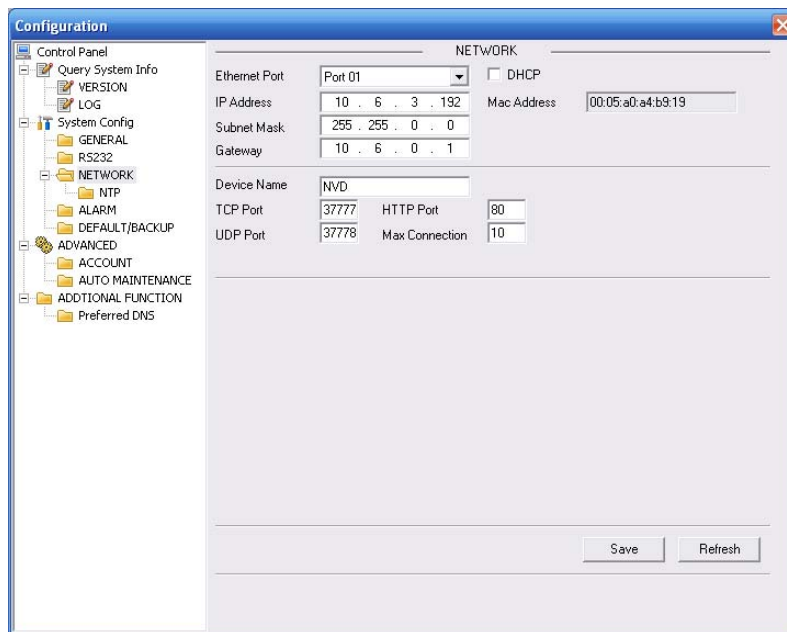 Configuration
Control Panel
Query System Info
VERSION
LOG
System Config
GENERAL
RS232
NETWORK
NTP
ALARM
DEFAULT/BACKUP
ADVANCED
ACCOUNT
AUTO MAINTENANCE
ADDTIONAL FUNCTION
Preferred DNS
NETWORK
Ethernet Port Port 01 DHCP
IP Address 10 . 6 . 3 . 192 Mac Address 00:05:a0:a4:b9:19
Subnet Mask 255 . 255 . 0 . 0
Gateway 10 . 6 . 0 . 1
Device Name NVD
TCP Port 37777 HTTP Port 80
UDP Port 37778 Max Connection 10
Save Refresh